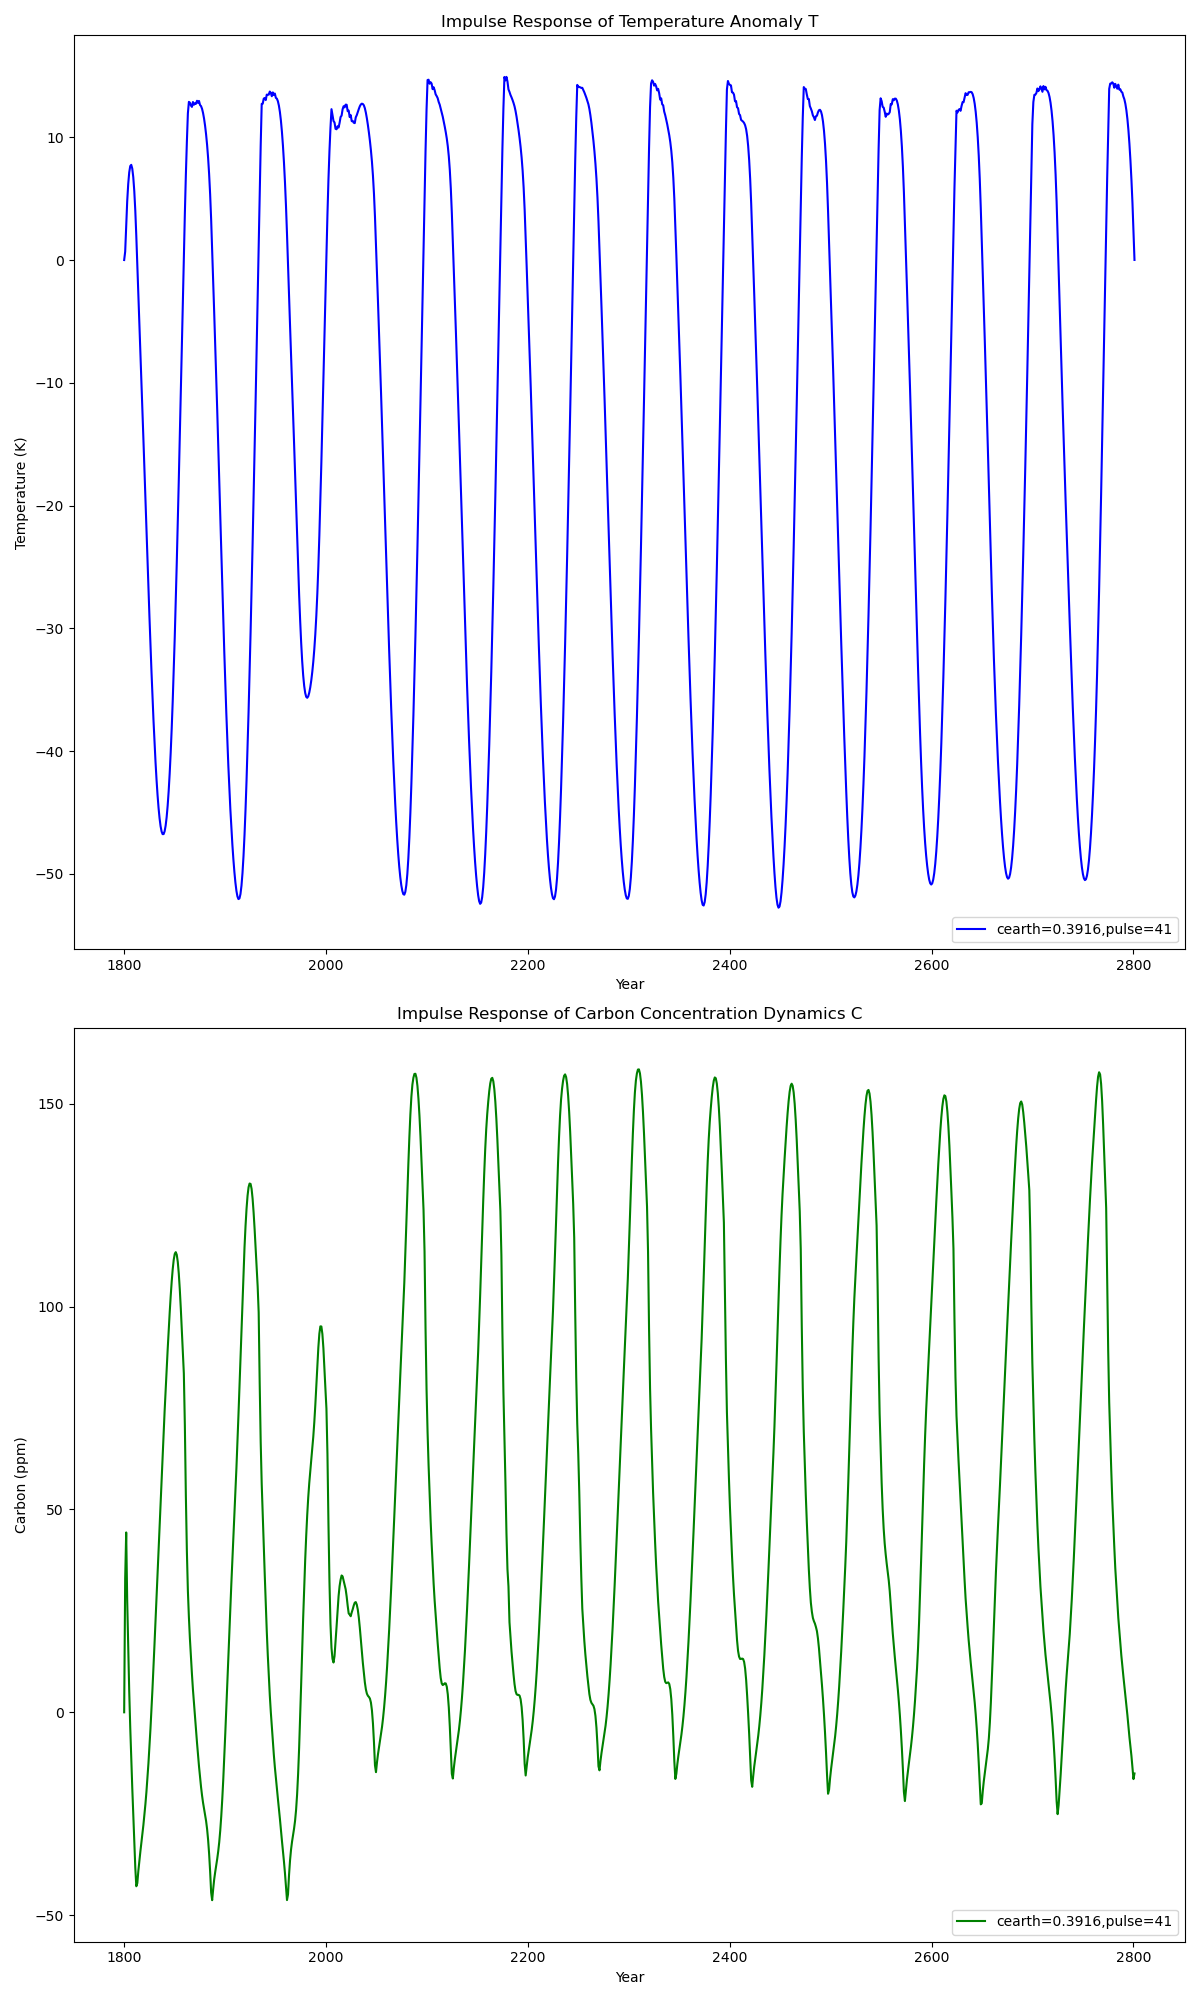 Impulse Response of Temperature Anomaly T
10
0
−10
−20
−30
−40
−50
Temperature (K)
cearth=0.3916,pulse=41
1800 2000 2200 2400 2600 2800
Year
Impulse Response of Carbon Concentration Dynamics C
150
100
50
0
−50
Carbon (ppm)
cearth=0.3916,pulse=41
1800 2000 2200 2400 2600 2800
Year